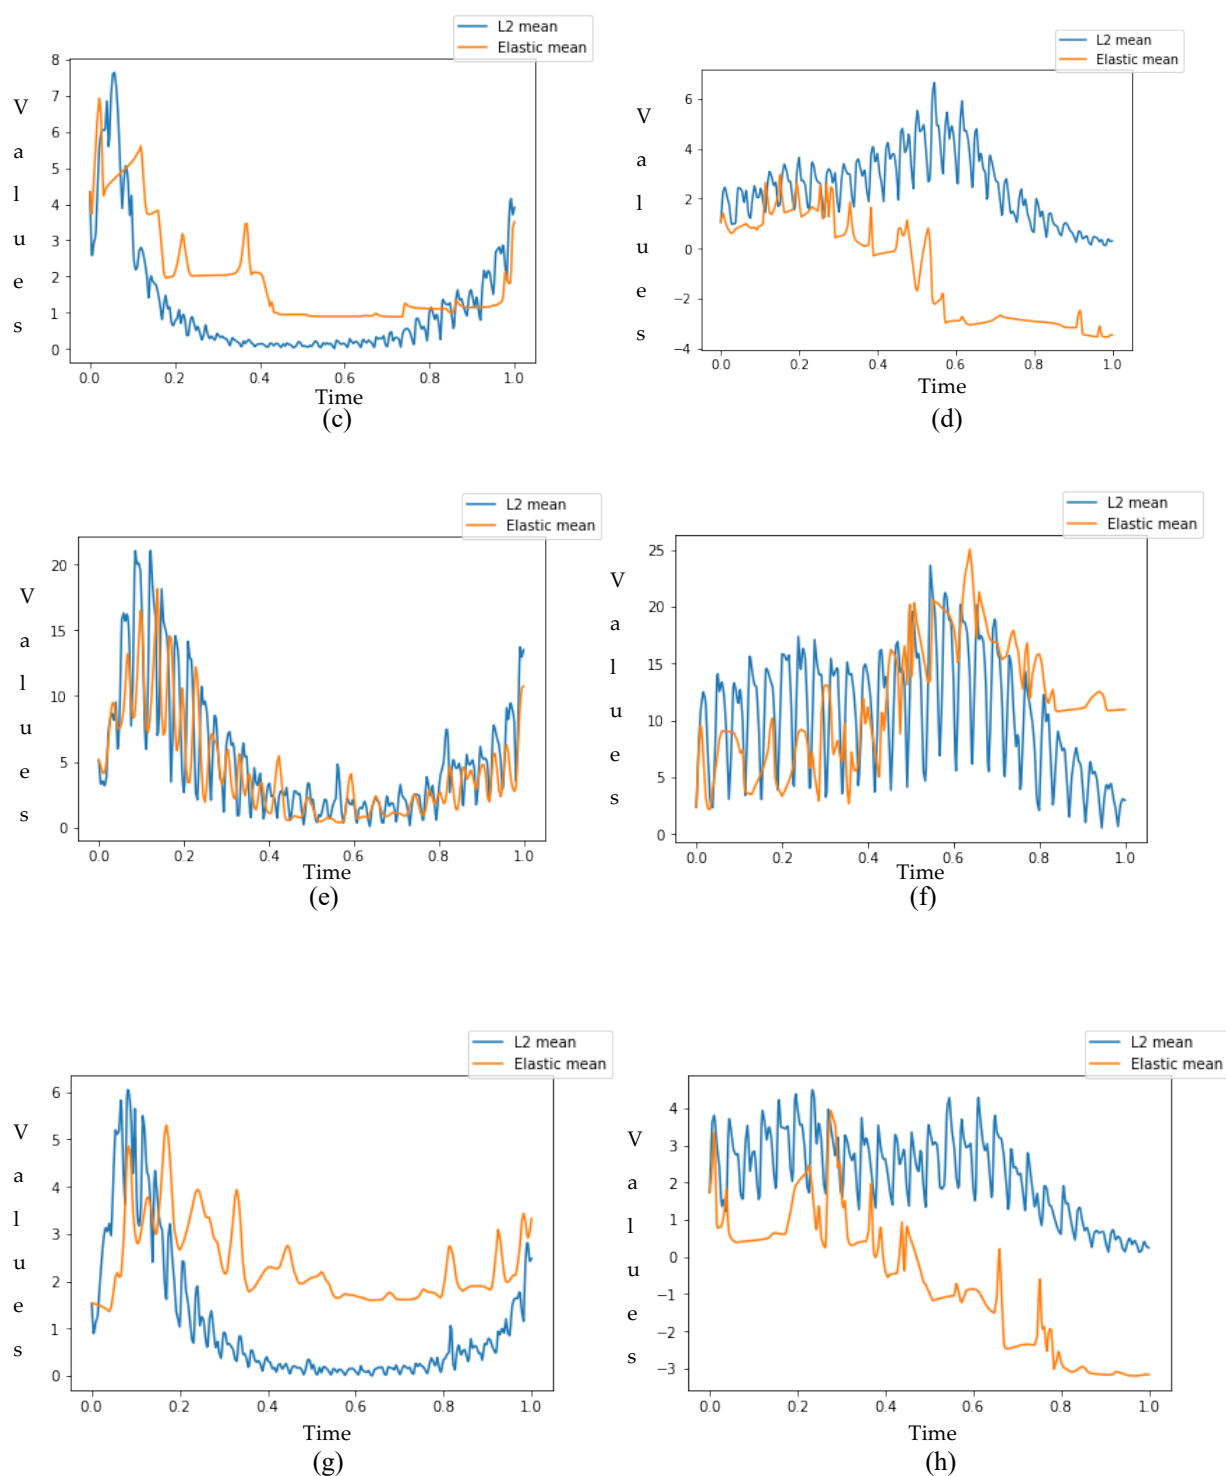 L2 mean
Elastic mean
8
7
6
5
4
3
2
1
0
V
a
l
u
e
s
0.0 0.2 0.4 0.6 0.8 1.0
Time
(c)
L2 mean
Elastic mean
6
4
2
0
−2
−4
V
a
l
u
e
s
0.0 0.2 0.4 0.6 0.8 1.0
Time
(d)
L2 mean
Elastic mean
20
15
10
5
0
V
a
l
u
e
s
0.0 0.2 0.4 0.6 0.8 1.0
Time
(e)
L2 mean
Elastic mean
25
20
15
10
5
0
V
a
l
u
e
s
0.0 0.2 0.4 0.6 0.8 1.0
Time
(f)
L2 mean
Elastic mean
6
5
4
3
2
1
0
V
a
l
u
e
s
0.0 0.2 0.4 0.6 0.8 1.0
Time
(g)
L2 mean
Elastic mean
4
3
2
1
0
−1
−2
−3
V
a
l
u
e
s
0.0 0.2 0.4 0.6 0.8 1.0
Time
(h)